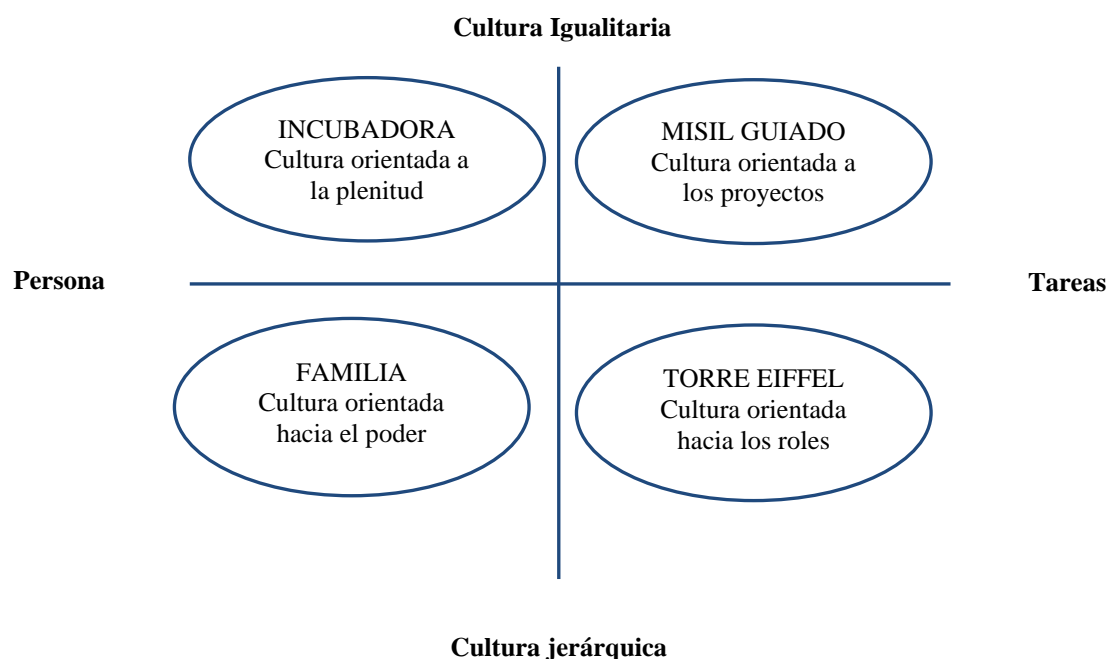 Cultura Igualitaria
INCUBADORA
Cultura orientada a
la plenitud
MISIL GUIADO
Cultura orientada a
los proyectos
Persona
Tareas
FAMILIA
Cultura orientada
hacia el poder
TORRE EIFFEL
Cultura orientada
hacia los roles
Cultura jerárquica